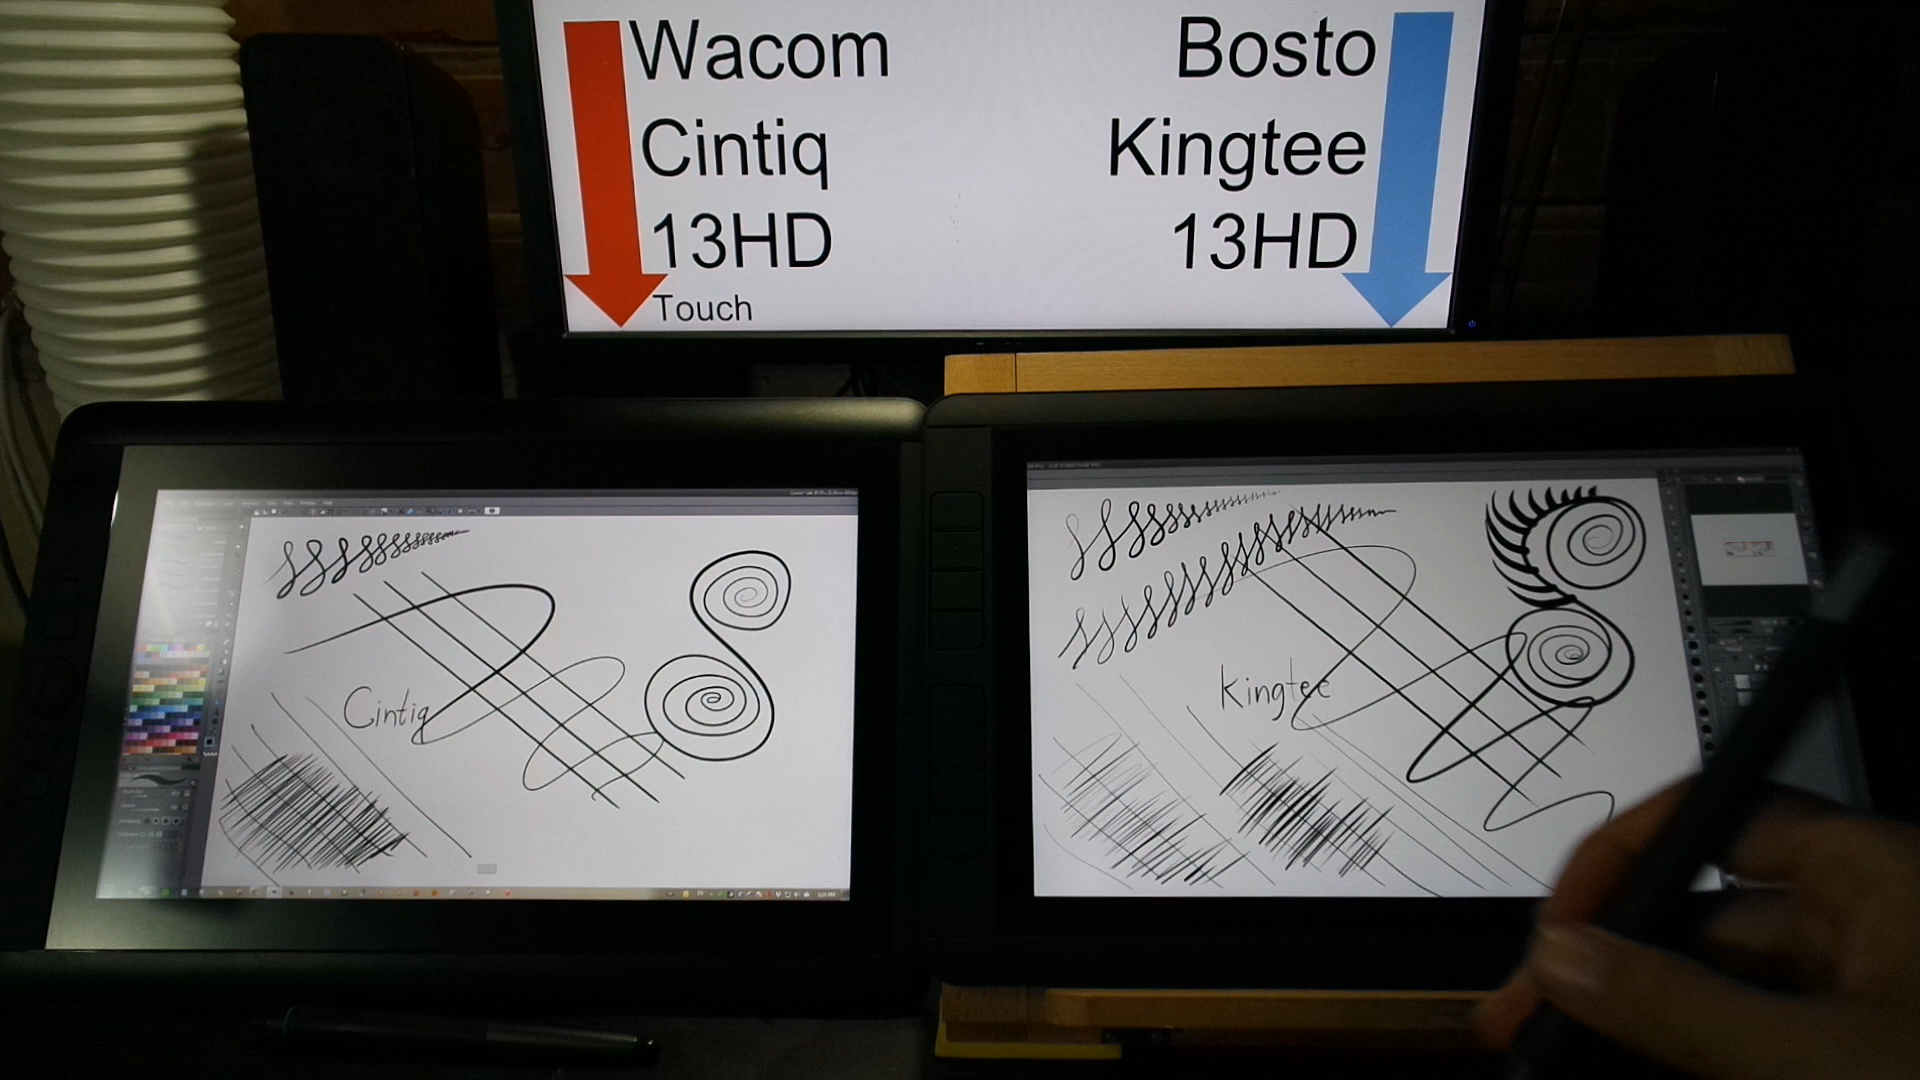 Wacom
Cintiq
13HD
Touch
Bosto
Kingtee
13HD
Cintiq
Kingtee